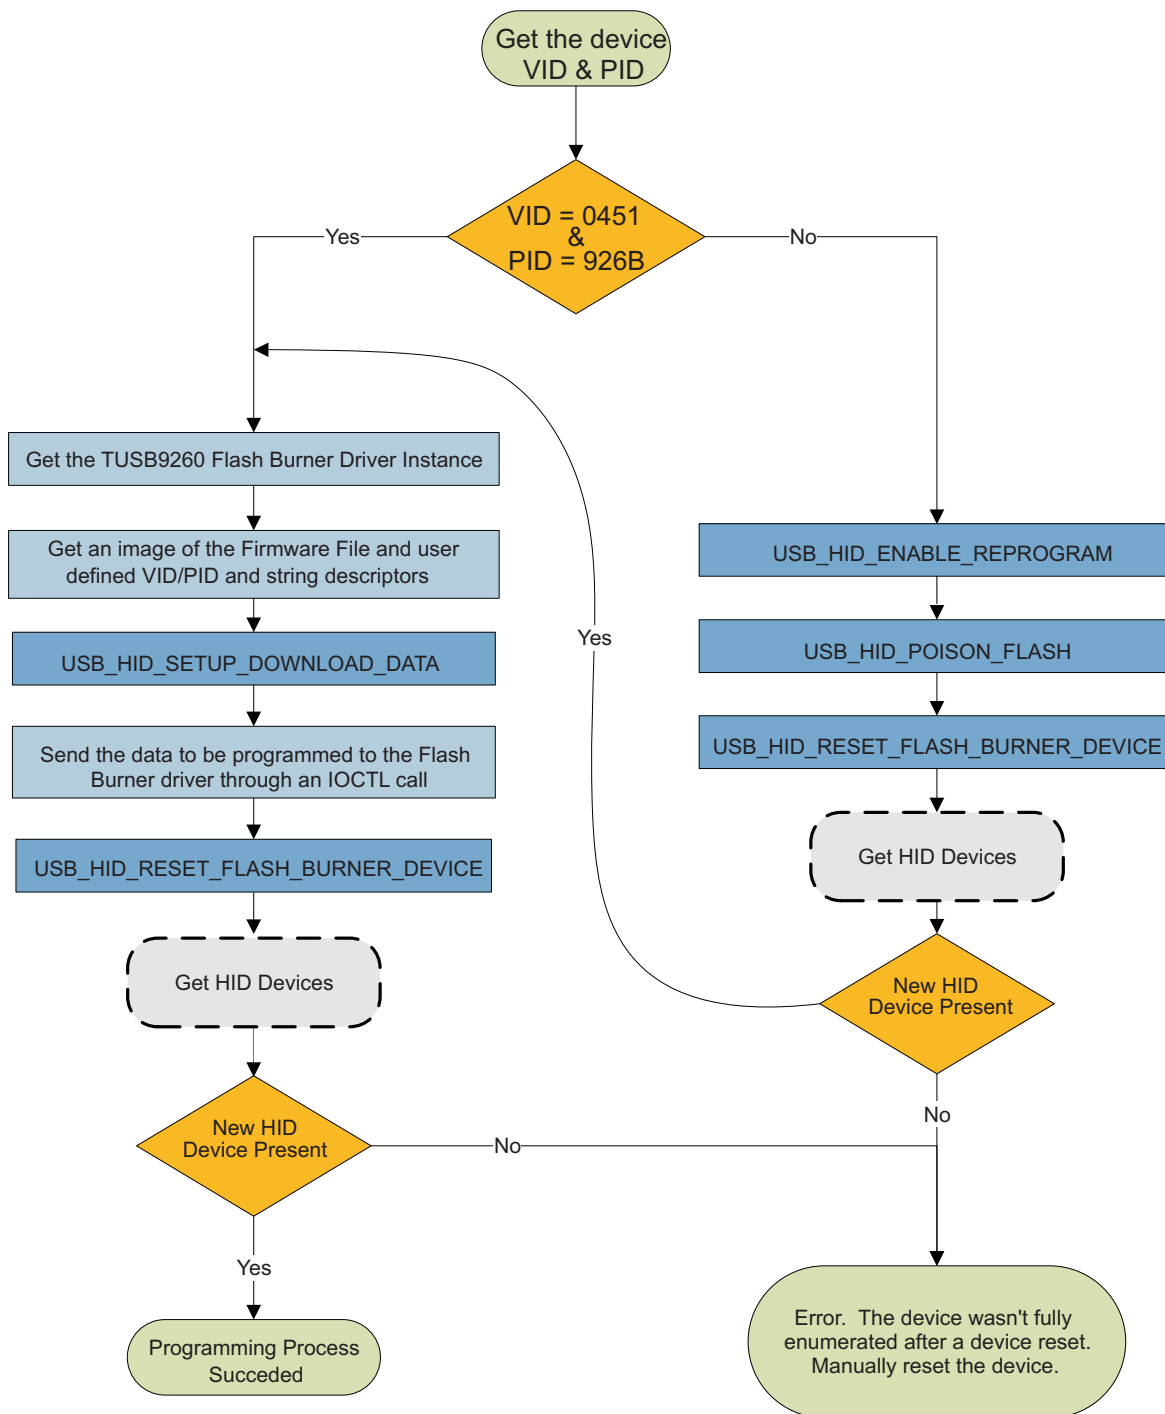 Get the device
VID & PID
VID = 0451
&
PID = 926B
Yes
No
Get the TUSB9260 Flash Burner Driver Instance
Get an image of the Firmware File and user
defined VID/PID and string descriptors
USB_HID_SETUP_DOWNLOAD_DATA
Send the data to be programmed to the Flash
Burner driver through an IOCTL call
USB_HID_RESET_FLASH_BURNER_DEVICE
Get HID Devices
New HID
Device Present
No
Yes
Programming Process
Succeded
USB_HID_ENABLE_REPROGRAM
USB_HID_POISON_FLASH
USB_HID_RESET_FLASH_BURNER_DEVICE
Get HID Devices
New HID
Device Present
Yes
No
Error.  The device wasn't fully
enumerated after a device reset.
Manually reset the device.